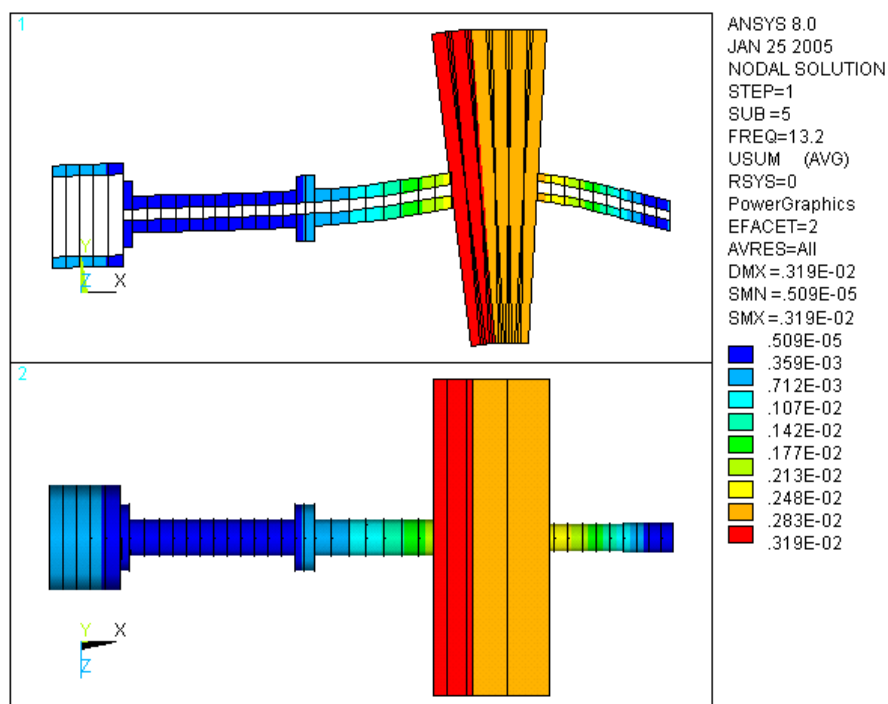 1
Y
Z
X
2
Y
X
Z
ANSYS 8.0
JAN 25 2005
NODAL SOLUTION
STEP=1
SUB =5
FREQ=13.2
USUM (AVG)
RSYS=0
PowerGraphics
EFACET=2
AVRES=All
DMX =.319E-02
SMN =.509E-05
SMX =.319E-02
.509E-05
.359E-03
.712E-03
.107E-02
.142E-02
.177E-02
.213E-02
.248E-02
.283E-02
.319E-02